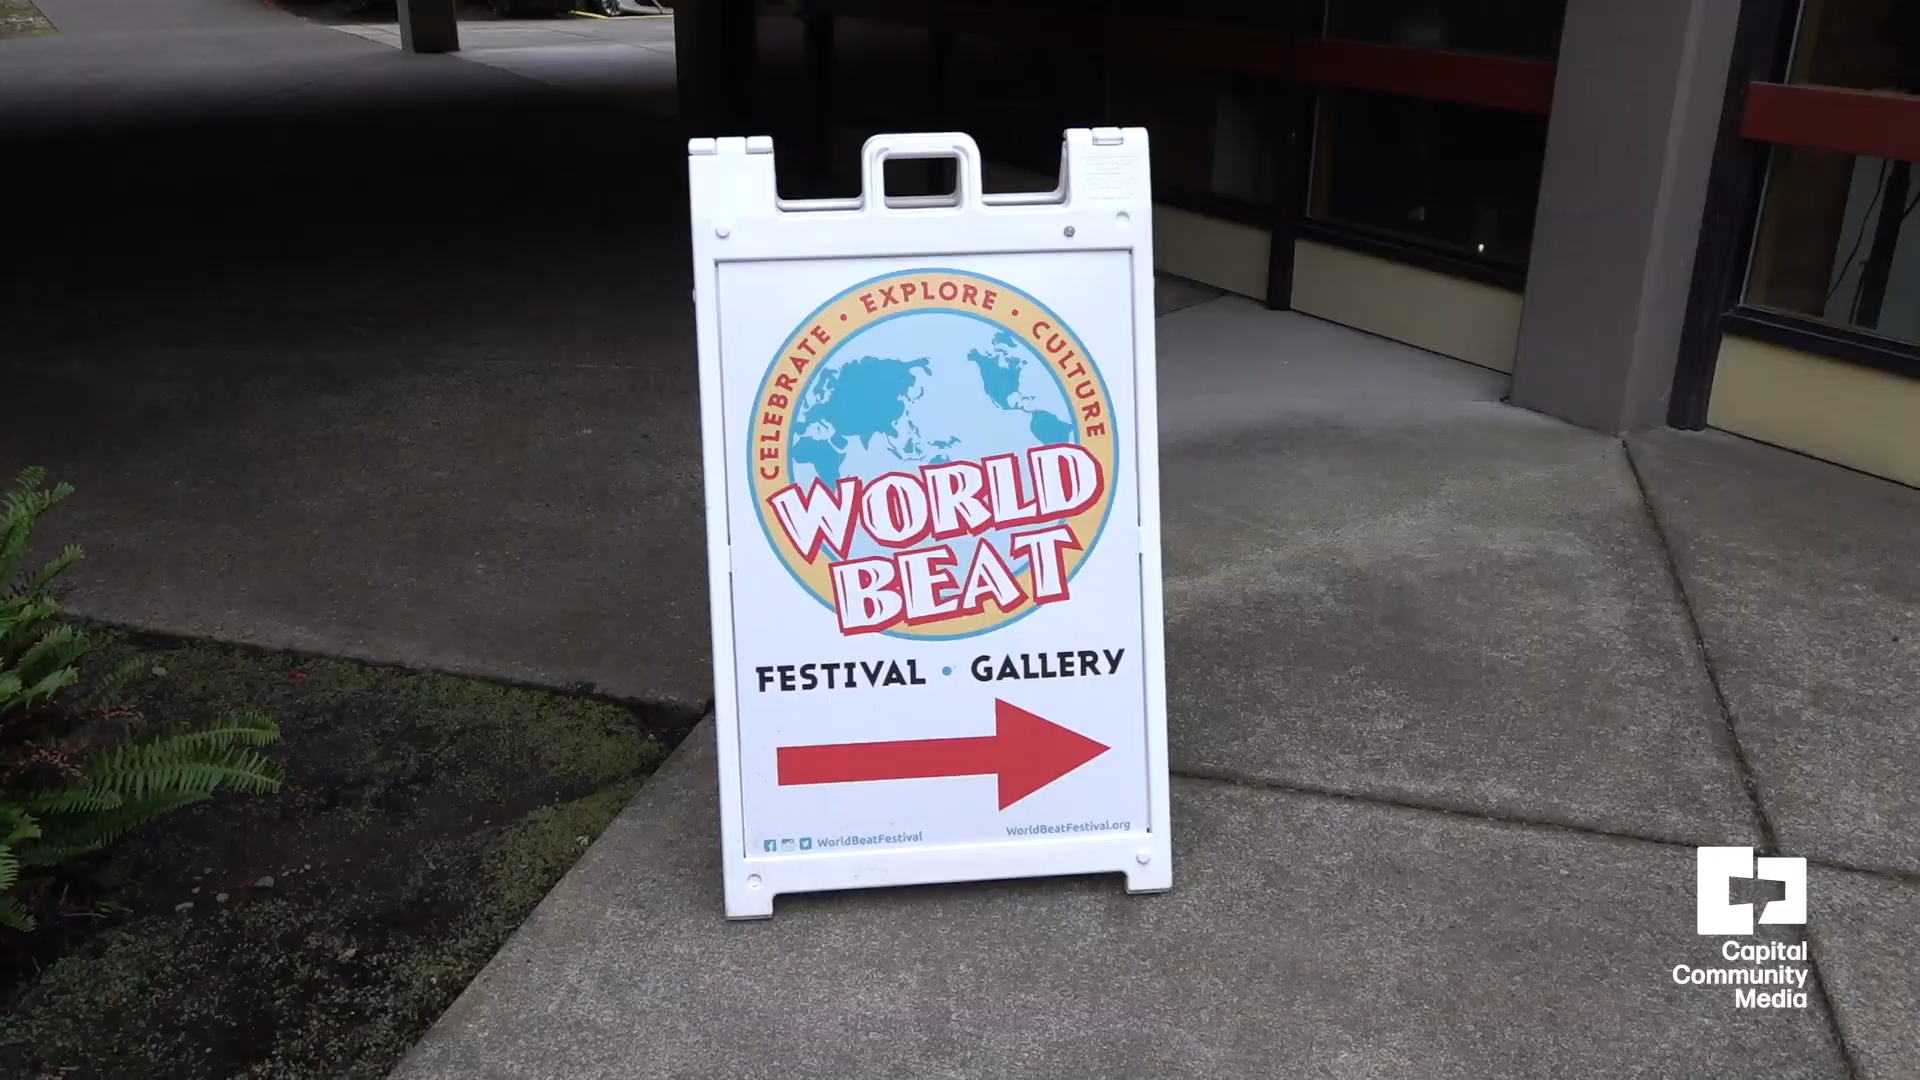 CELEBRATE • EXPLORE • CULTURE
WORLD
BEAT
FESTIVAL • GALLERY
WorldBeatFestival
WorldBeatFestival.org
Capital
Community
Media